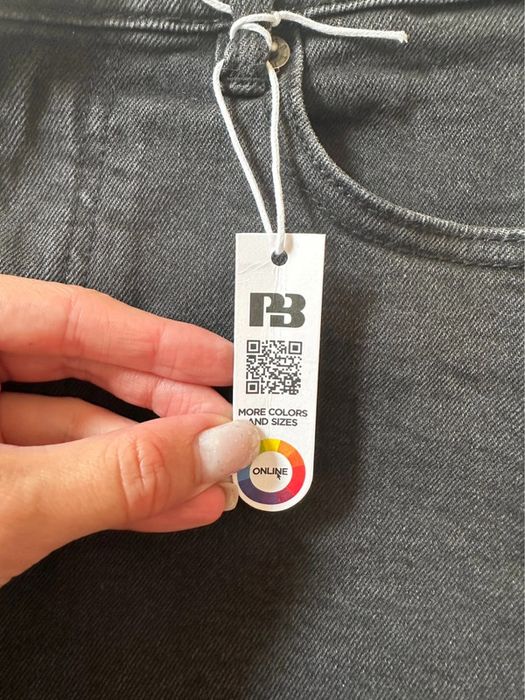 PB
MORE COLORS
AND SIZES
ONLINE